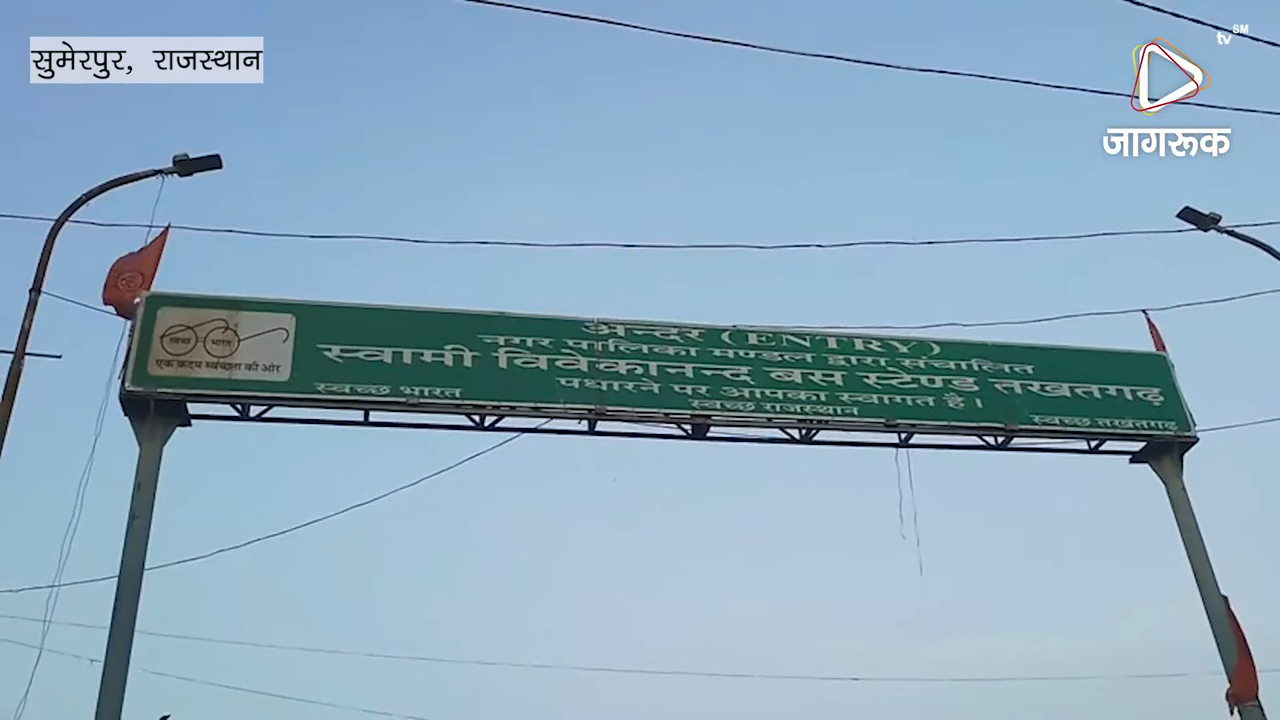 सुमेरपुर, राजस्थान
tv SM
जागरूक
अन्दर (ENTRY)
नगर पालिका मण्डल द्वारा संचालित
स्वामी विवेकानन्द बस स्टेण्ड तखतगढ़
पधारने पर आपका स्वागत है।
स्वच्छ भारत
स्वच्छ राजस्थान
स्वच्छ तखतगढ़
स्वच्छ भारत
एक कदम स्वच्छता की ओर